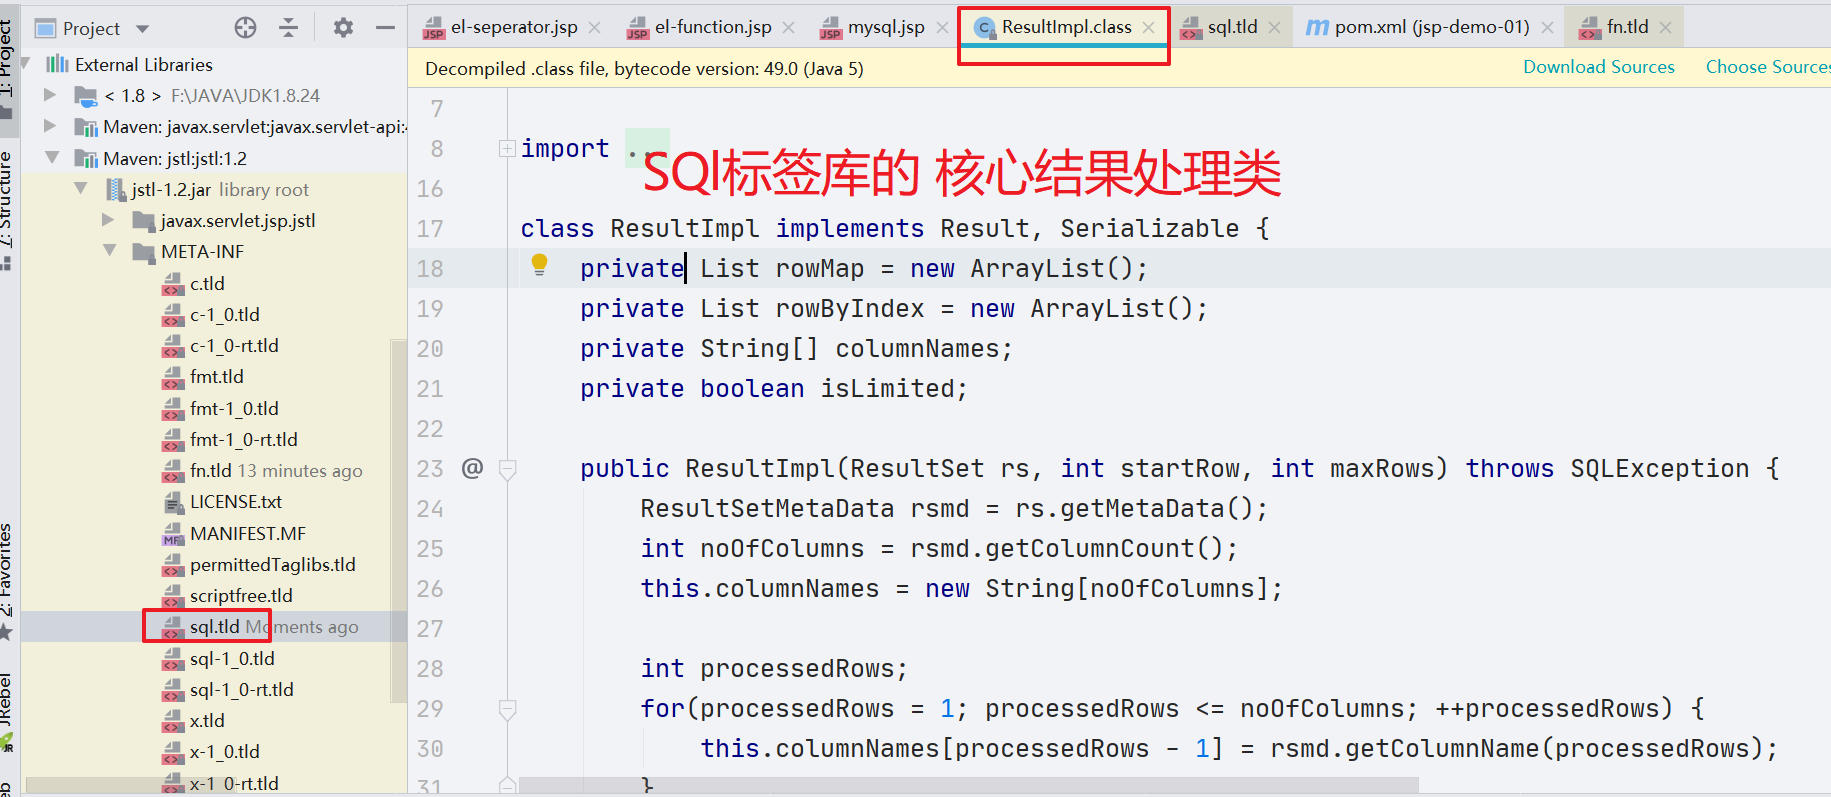 1: Project
7: Structure
2: Favorites
JRebel
Project
External Libraries
< 1.8 > F:\JAVA\JDK1.8.24
Maven: javax.servlet:javax.servlet-api:4
Maven: jstl:jstl:1.2
jstl-1.2.jar library root
javax.servlet.jsp.jstl
META-INF
c.tld
c-1_0.tld
c-1_0-rt.tld
fmt.tld
fmt-1_0.tld
fmt-1_0-rt.tld
fn.tld 13 minutes ago
LICENSE.txt
MANIFEST.MF
permittedTaglibs.tld
scriptfree.tld
sql.tld Moments ago
sql-1_0.tld
sql-1_0-rt.tld
x.tld
x-1_0.tld
x-1_0-rt.tld
el-seperator.jsp el-function.jsp mysql.jsp ResultImpl.class sql.tld pom.xml (jsp-demo-01) fn.tld
Decompiled .class file, bytecode version: 49.0 (Java 5) Download Sources Choose Sources
7
8 import ...
SQl标签库的 核心结果处理类
16
17 class ResultImpl implements Result, Serializable {
18 private List rowMap = new ArrayList();
19 private List rowByIndex = new ArrayList();
20 private String[] columnNames;
21 private boolean isLimited;
22
23 @ public ResultImpl(ResultSet rs, int startRow, int maxRows) throws SQLException {
24 ResultSetMetaData rsmd = rs.getMetaData();
25 int noOfColumns = rsmd.getColumnCount();
26 this.columnNames = new String[noOfColumns];
27
28 int processedRows;
29 for(processedRows = 1; processedRows <= noOfColumns; ++processedRows) {
30 this.columnNames[processedRows - 1] = rsmd.getColumnName(processedRows);
31 }